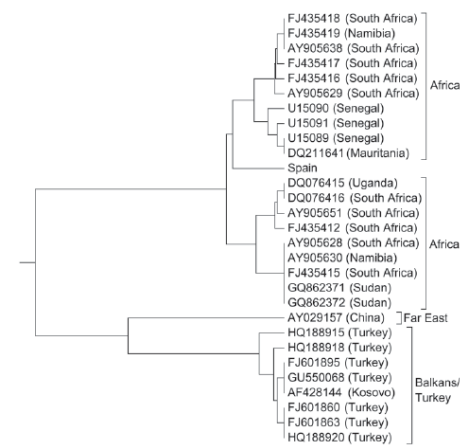 FJ435418 (South Africa)
FJ435419 (Namibia)
AY905638 (South Africa)
FJ435417 (South Africa)
FJ435416 (South Africa)
AY905629 (South Africa)
U15090 (Senegal)
U15091 (Senegal)
U15089 (Senegal)
DQ211641 (Mauritania)
Africa
Spain
DQ076415 (Uganda)
DQ076416 (South Africa)
AY905651 (South Africa)
FJ435412 (South Africa)
AY905628 (South Africa)
AY905630 (Namibia)
FJ435415 (South Africa)
GQ862371 (Sudan)
GQ862372 (Sudan)
Africa
AY029157 (China)
Far East
HQ188915 (Turkey)
HQ188918 (Turkey)
FJ601895 (Turkey)
GU550068 (Turkey)
AF428144 (Kosovo)
FJ601860 (Turkey)
FJ601863 (Turkey)
HQ188920 (Turkey)
Balkans/
Turkey